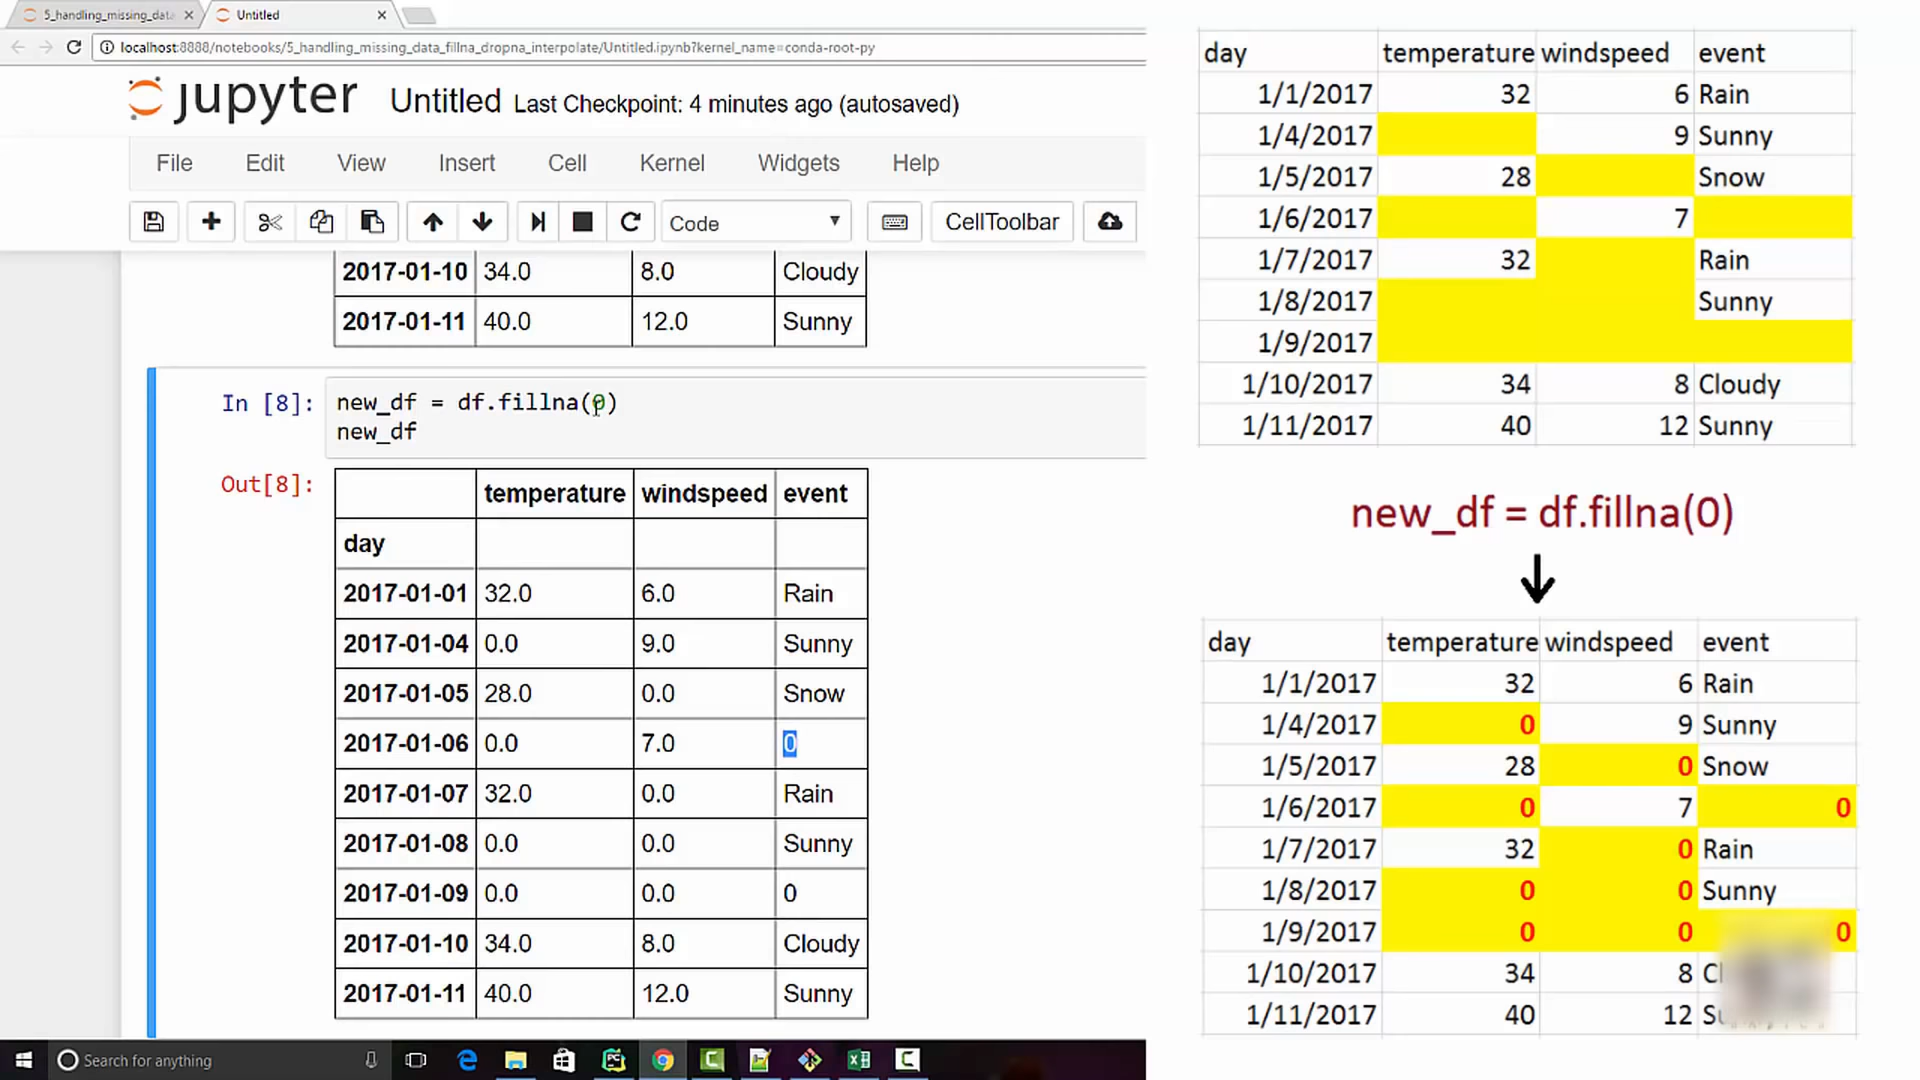 5_handling_missing_data
Untitled
localhost:8888/notebooks/5_handling_missing_data_fillna_dropna_interpolate/Untitled.ipynb?kernel_name=conda-root-py
jupyter Untitled Last Checkpoint: 4 minutes ago (autosaved)
File Edit View Insert Cell Kernel Widgets Help
Code CellToolbar
2017-01-10 34.0 8.0 Cloudy
2017-01-11 40.0 12.0 Sunny
In [8]: new_df = df.fillna(0)
new_df
Out[8]:
temperature windspeed event
day
2017-01-01 32.0 6.0 Rain
2017-01-04 0.0 9.0 Sunny
2017-01-05 28.0 0.0 Snow
2017-01-06 0.0 7.0 0
2017-01-07 32.0 0.0 Rain
2017-01-08 0.0 0.0 Sunny
2017-01-09 0.0 0.0 0
2017-01-10 34.0 8.0 Cloudy
2017-01-11 40.0 12.0 Sunny
Search for anything
day temperature windspeed event
1/1/2017 32 6 Rain
1/4/2017 9 Sunny
1/5/2017 28 Snow
1/6/2017 7
1/7/2017 32 Rain
1/8/2017 Sunny
1/9/2017
1/10/2017 34 8 Cloudy
1/11/2017 40 12 Sunny
new_df = df.fillna(0)
day temperature windspeed event
1/1/2017 32 6 Rain
1/4/2017 0 9 Sunny
1/5/2017 28 0 Snow
1/6/2017 0 7 0
1/7/2017 32 0 Rain
1/8/2017 0 0 Sunny
1/9/2017 0 0 0
1/10/2017 34 8
1/11/2017 40 12